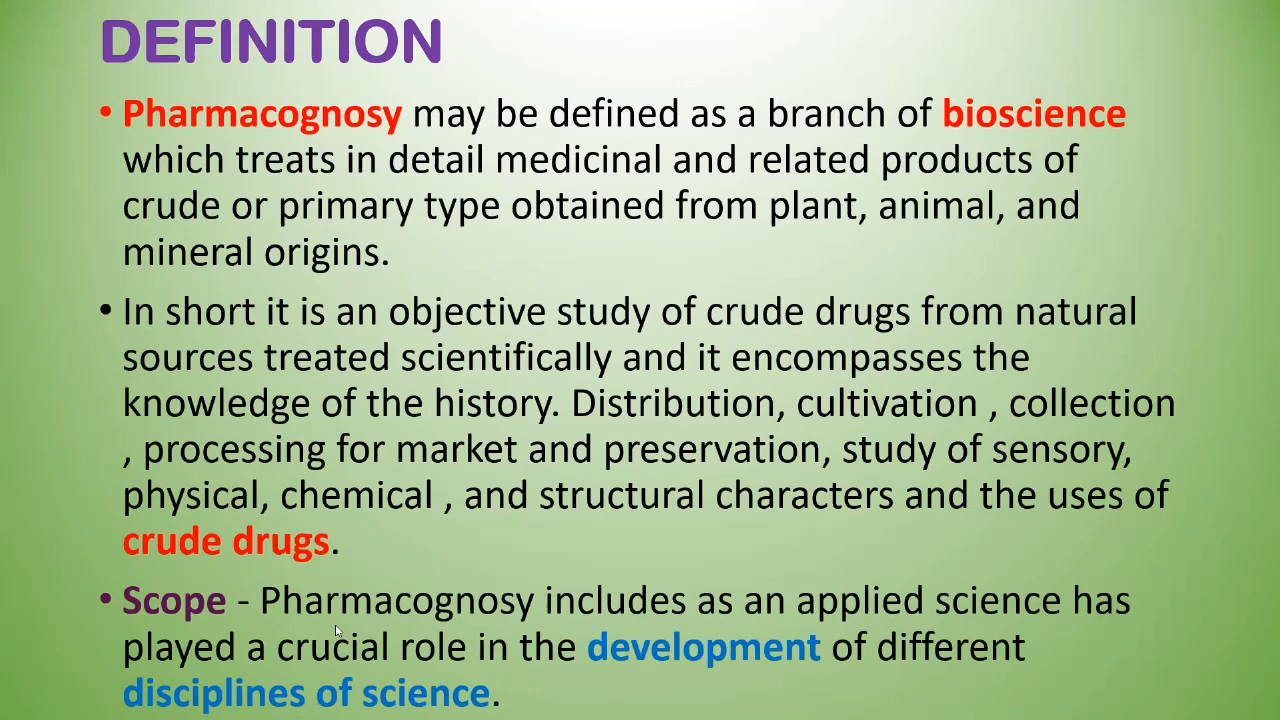 DEFINITION
• Pharmacognosy may be defined as a branch of bioscience
which treats in detail medicinal and related products of
crude or primary type obtained from plant, animal, and
mineral origins.
• In short it is an objective study of crude drugs from natural
sources treated scientifically and it encompasses the
knowledge of the history. Distribution, cultivation , collection
, processing for market and preservation, study of sensory,
physical, chemical , and structural characters and the uses of
crude drugs.
• Scope - Pharmacognosy includes as an applied science has
played a crucial role in the development of different
disciplines of science.